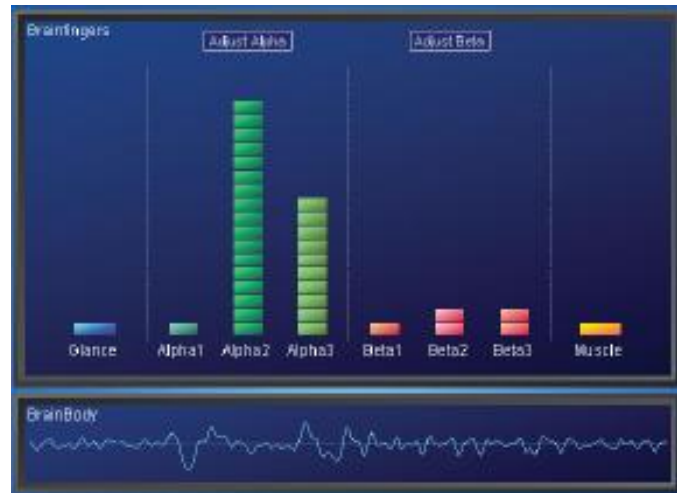 Brainfingers
Adjust Alpha
Adjust Beta
Glance
Alpha1
Alpha2
Alpha3
Beta1
Beta2
Beta3
Muscle
BrainBody